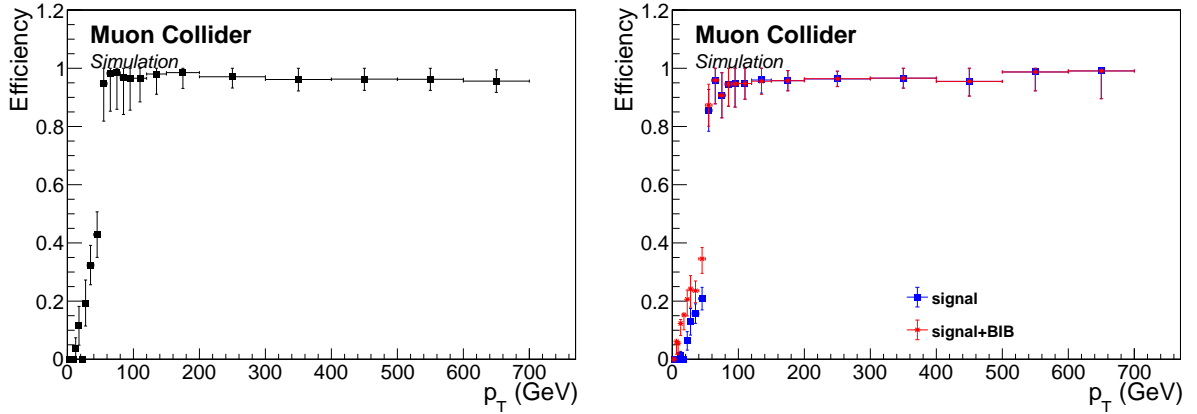 Efficiency
1.2
1
0.8
0.6
0.4
0.2
0
Muon Collider
Simulation
0 100 200 300 400 500 600 700
p_T (GeV)
Efficiency
1.2
1
0.8
0.6
0.4
0.2
0
Muon Collider
Simulation
signal
signal+BIB
0 100 200 300 400 500 600 700
p_T (GeV)